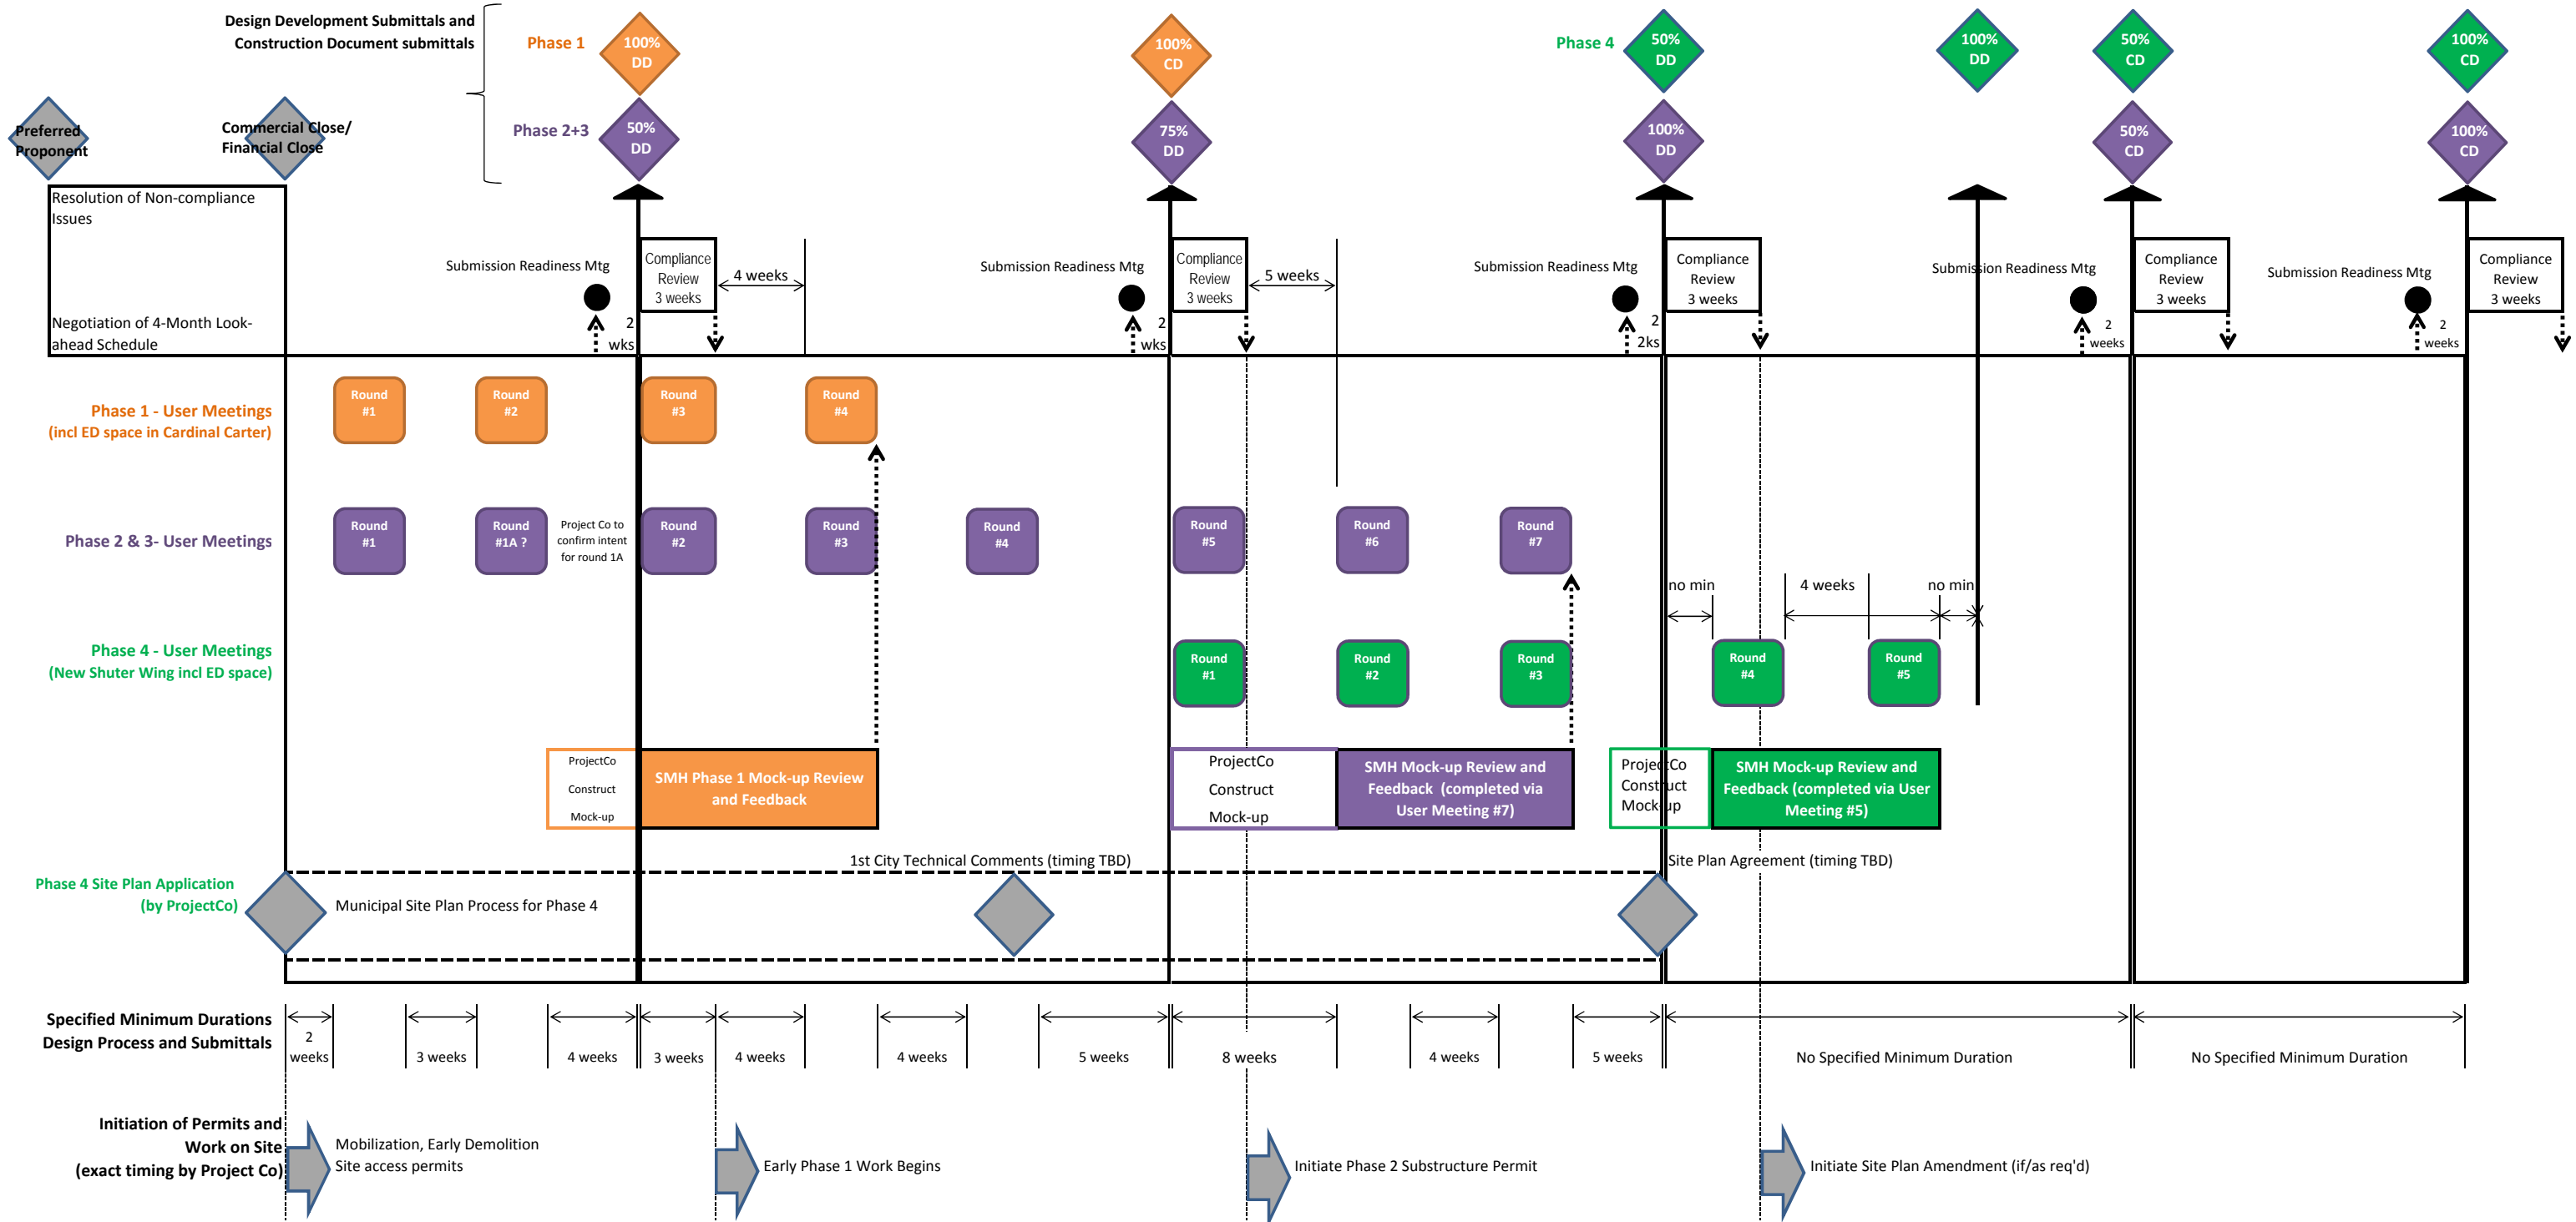 Design Development Submittals and
Construction Document submittals
Phase 1
100%
DD
100%
CD
Phase 4
50%
DD
100%
DD
50%
CD
100%
CD
Preferred
Proponent
Commercial Close/
Financial Close
Phase 2+3
50%
DD
75%
DD
100%
DD
50%
CD
100%
CD
Resolution of Non-compliance
Issues
Negotiation of 4-Month Look-
ahead Schedule
Submission Readiness Mtg
2
wks
Compliance
Review
3 weeks
4 weeks
Submission Readiness Mtg
2
wks
Compliance
Review
3 weeks
5 weeks
Submission Readiness Mtg
2
2ks
Compliance
Review
3 weeks
Submission Readiness Mtg
2
weeks
Compliance
Review
3 weeks
Submission Readiness Mtg
2
weeks
Compliance
Review
3 weeks
Phase 1 - User Meetings
(incl ED space in Cardinal Carter)
Round
#1
Round
#2
Round
#3
Round
#4
Phase 2 & 3- User Meetings
Round
#1
Round
#1A ?
Project Co to
confirm intent
for round 1A
Round
#2
Round
#3
Round
#4
Round
#5
Round
#6
Round
#7
no min
4 weeks
no min
Phase 4 - User Meetings
(New Shuter Wing incl ED space)
Round
#1
Round
#2
Round
#3
Round
#4
Round
#5
ProjectCo
Construct
Mock-up
SMH Phase 1 Mock-up Review
and Feedback
ProjectCo
Construct
Mock-up
SMH Mock-up Review and
Feedback (completed via
User Meeting #7)
ProjectCo
Construct
Mock-up
SMH Mock-up Review and
Feedback (completed via User
Meeting #5)
1st City Technical Comments (timing TBD)
Site Plan Agreement (timing TBD)
Phase 4 Site Plan Application
(by ProjectCo)
Municipal Site Plan Process for Phase 4
Specified Minimum Durations
Design Process and Submittals
2
weeks
3 weeks
4 weeks
3 weeks
4 weeks
4 weeks
5 weeks
8 weeks
4 weeks
5 weeks
No Specified Minimum Duration
No Specified Minimum Duration
Initiation of Permits and
Work on Site
(exact timing by Project Co)
Mobilization, Early Demolition
Site access permits
Early Phase 1 Work Begins
Initiate Phase 2 Substructure Permit
Initiate Site Plan Amendment (if/as req'd)